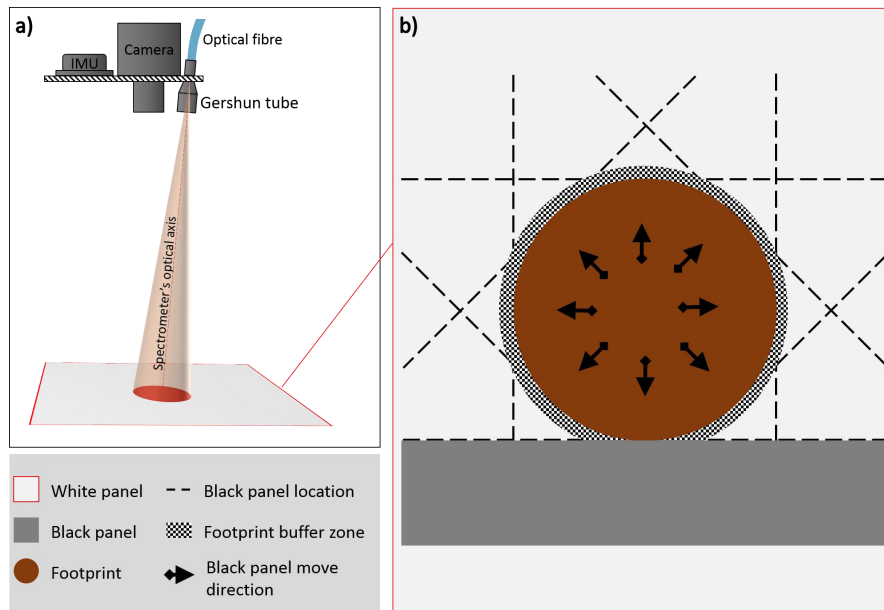 a)
Optical fibre
Camera
IMU
Gershun tube
Spectrometer's optical axis
b)
White panel
Black panel location
Black panel
Footprint buffer zone
Footprint
Black panel move
direction